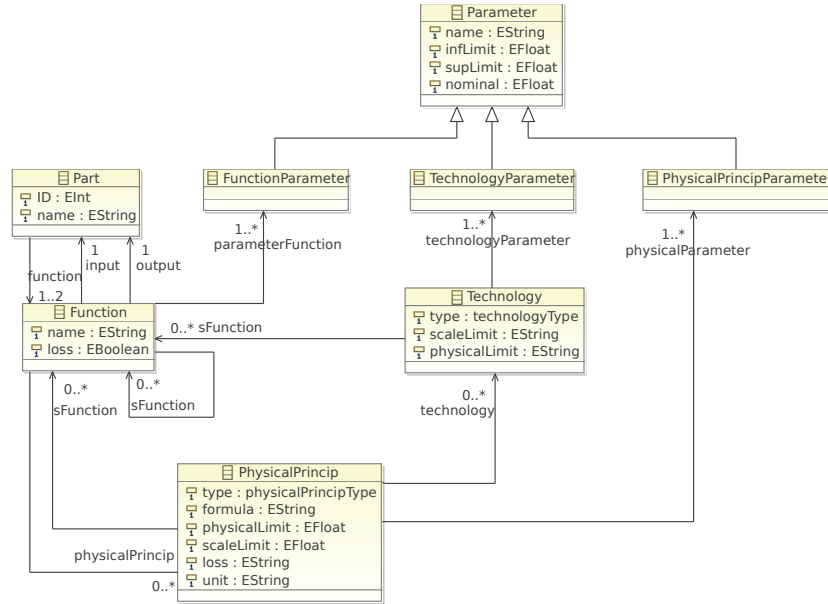 Parameter
name : EString
infLimit : EFloat
supLimit : EFloat
nominal : EFloat
Part
ID : EInt
name : EString
FunctionParameter
TechnologyParameter
PhysicalPrincipParameter
1..*
parameterFunction
1..*
technologyParameter
1..*
physicalParameter
function
1..2
1
input
1
output
Function
name : EString
loss : EBoolean
0..* sFunction
Technology
type : technologyType
scaleLimit : EString
physicalLimit : EString
0..*
sFunction
0..*
sFunction
0..*
technology
PhysicalPrincip
type : physicalPrincipType
formula : EString
physicalLimit : EFloat
scaleLimit : EFloat
loss : EString
unit : EString
physicalPrincip
0..*